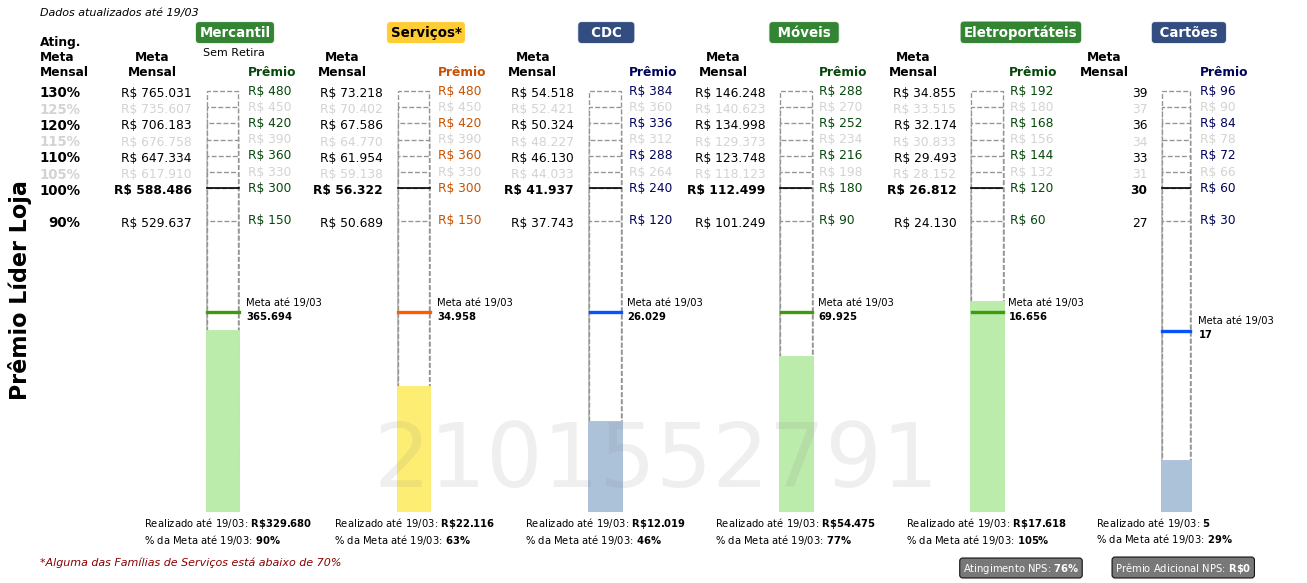 Dados atualizados até 19/03
Mercantil Serviços* CDC Móveis Eletroportáteis Cartões
Sem Retira
Ating. Meta Mensal
Meta Mensal Prêmio Meta Mensal Prêmio Meta Mensal Prêmio Meta Mensal Prêmio Meta Mensal Prêmio Meta Mensal Prêmio
130% R$ 765.031 R$ 480 R$ 73.218 R$ 480 R$ 54.518 R$ 384 R$ 146.248 R$ 288 R$ 34.855 R$ 192 39 R$ 96
125% R$ 735.607 R$ 450 R$ 70.402 R$ 450 R$ 52.421 R$ 360 R$ 140.623 R$ 270 R$ 33.515 R$ 180 37 R$ 90
120% R$ 706.183 R$ 420 R$ 67.586 R$ 420 R$ 50.324 R$ 336 R$ 134.998 R$ 252 R$ 32.174 R$ 168 36 R$ 84
115% R$ 676.758 R$ 390 R$ 64.770 R$ 390 R$ 48.227 R$ 312 R$ 129.373 R$ 234 R$ 30.833 R$ 156 34 R$ 78
110% R$ 647.334 R$ 360 R$ 61.954 R$ 360 R$ 46.130 R$ 288 R$ 123.748 R$ 216 R$ 29.493 R$ 144 33 R$ 72
105% R$ 617.910 R$ 330 R$ 59.138 R$ 330 R$ 44.033 R$ 264 R$ 118.123 R$ 198 R$ 28.152 R$ 132 31 R$ 66
100% R$ 588.486 R$ 300 R$ 56.322 R$ 300 R$ 41.937 R$ 240 R$ 112.499 R$ 180 R$ 26.812 R$ 120 30 R$ 60
90% R$ 529.637 R$ 150 R$ 50.689 R$ 150 R$ 37.743 R$ 120 R$ 101.249 R$ 90 R$ 24.130 R$ 60 27 R$ 30
Prêmio Líder Loja
Meta até 19/03 Meta até 19/03 Meta até 19/03 Meta até 19/03 Meta até 19/03 Meta até 19/03
365.694 34.958 26.029 69.925 16.656 17
2101552791
Realizado até 19/03: R$329.680 Realizado até 19/03: R$22.116 Realizado até 19/03: R$12.019 Realizado até 19/03: R$54.475 Realizado até 19/03: R$17.618 Realizado até 19/03: 5
% da Meta até 19/03: 90% % da Meta até 19/03: 63% % da Meta até 19/03: 46% % da Meta até 19/03: 77% % da Meta até 19/03: 105% % da Meta até 19/03: 29%
*Alguma das Famílias de Serviços está abaixo de 70%
Atingimento NPS: 76% Prêmio Adicional NPS: R$0